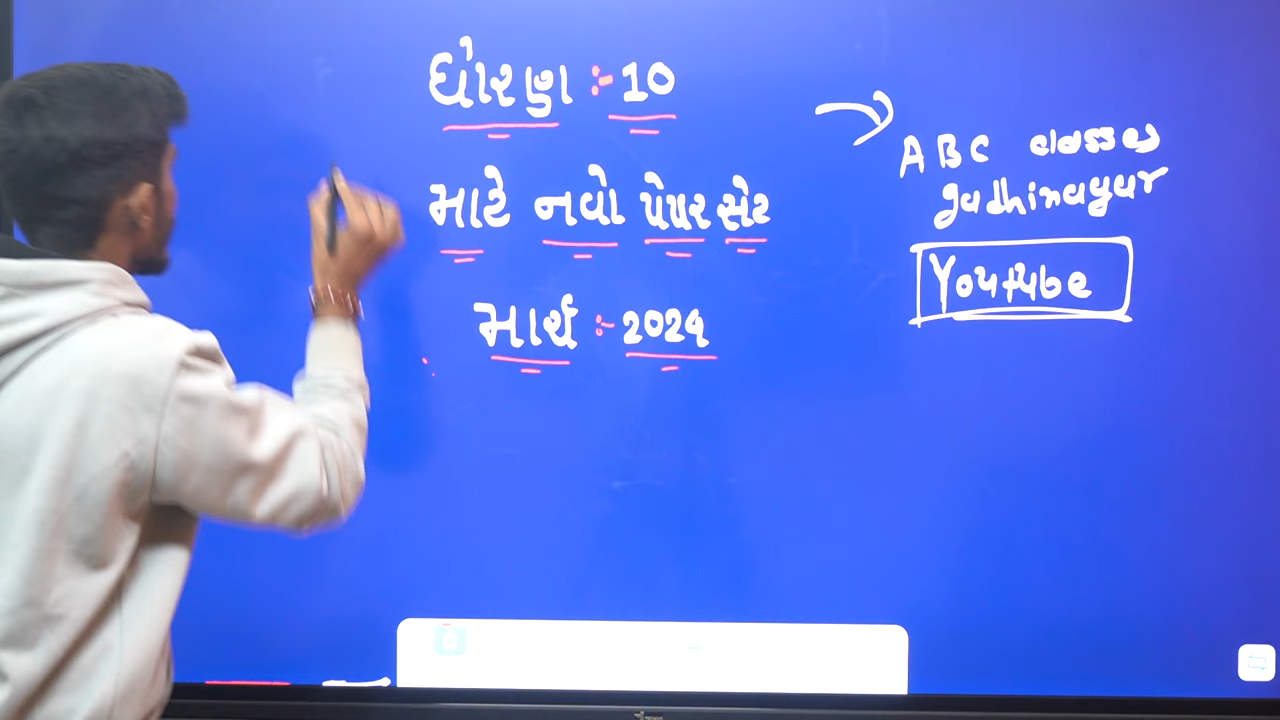 ધોરણ :- 10
માટે નવો પેપર સેટ
માર્ચ :- 2024
ABC classes
gadhinagar
Youtube